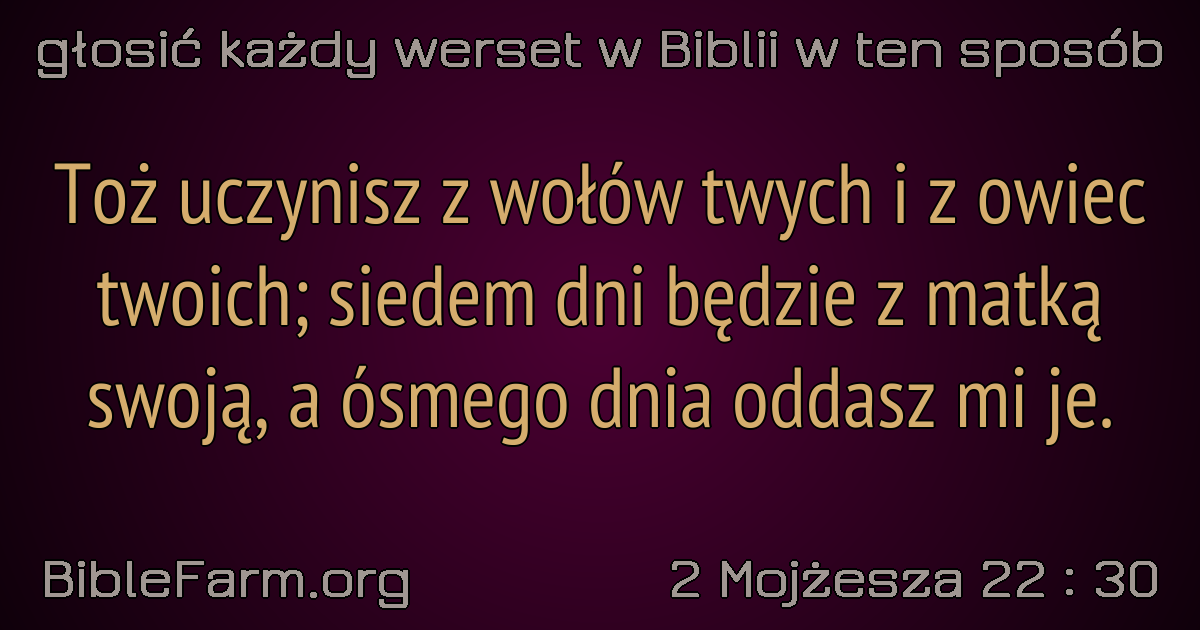 głosić każdy werset w Biblii w ten sposób
Toż uczynisz z wołów twych i z owiec
twoich; siedem dni będzie z matką
swoją, a ósmego dnia oddasz mi je.
BibleFarm.org
2 Mojżesza 22 : 30